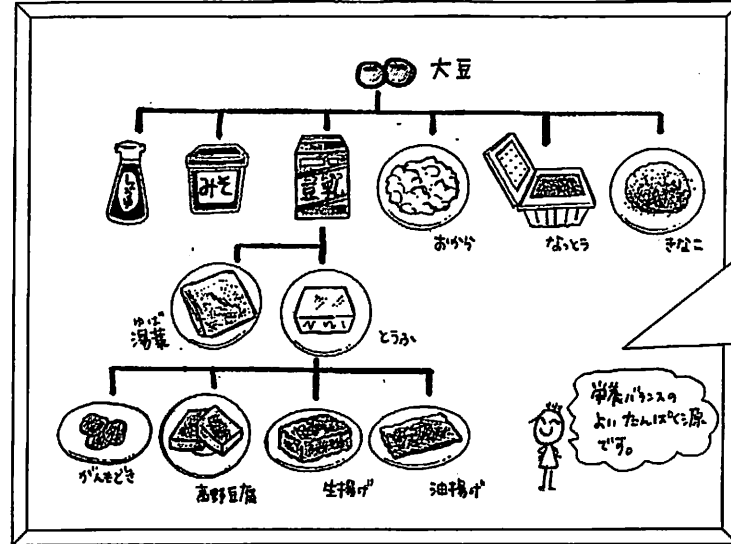 大豆
しょうゆ
みそ
豆乳
おから
なっとう
きなこ
ゆば
湯葉
とうふ
がんもどき
高野豆腐
生揚げ
油揚げ
栄養バランスの
よいたんぱく源
です。